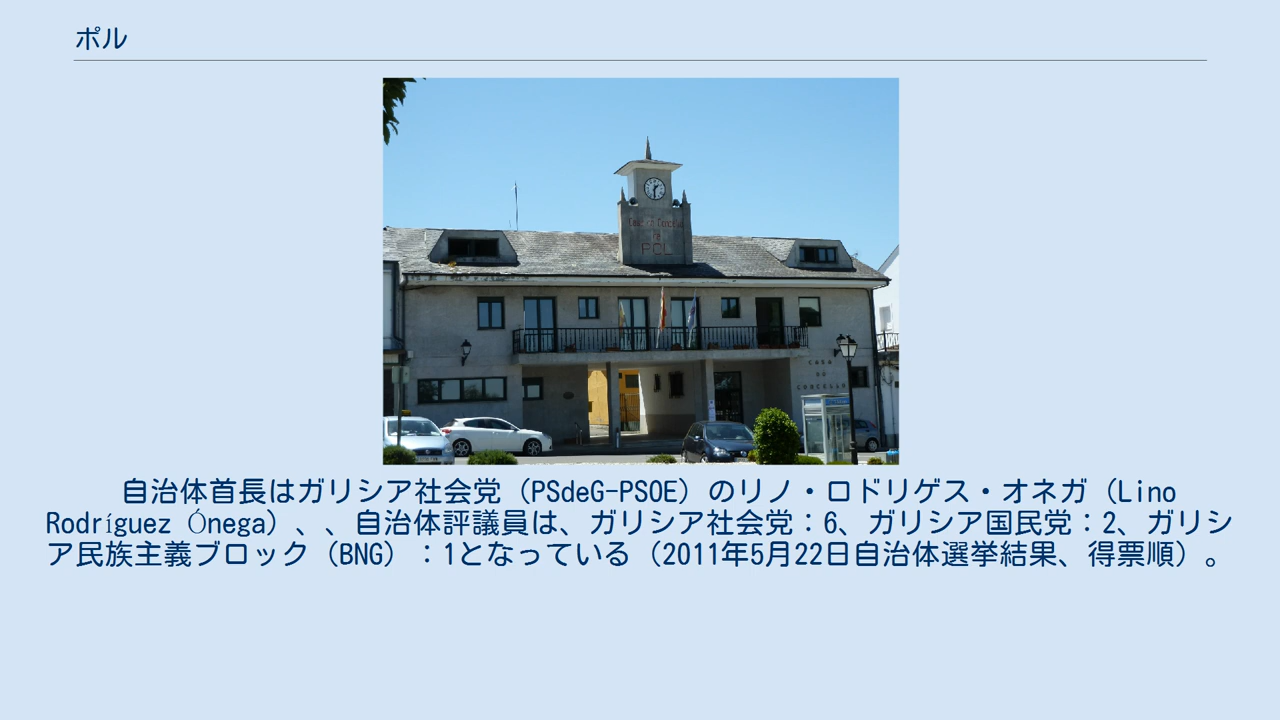 ポル
POL
CASA
DO
CONCELLO
自治体首長はガリシア社会党（PSdeG-PSOE）のリノ・ロドリゲス・オネガ（Lino
Rodríguez Ónega）、、自治体評議員は、ガリシア社会党：6、ガリシア国民党：2、ガリシ
ア民族主義ブロック（BNG）：1となっている（2011年5月22日自治体選挙結果、得票順）。